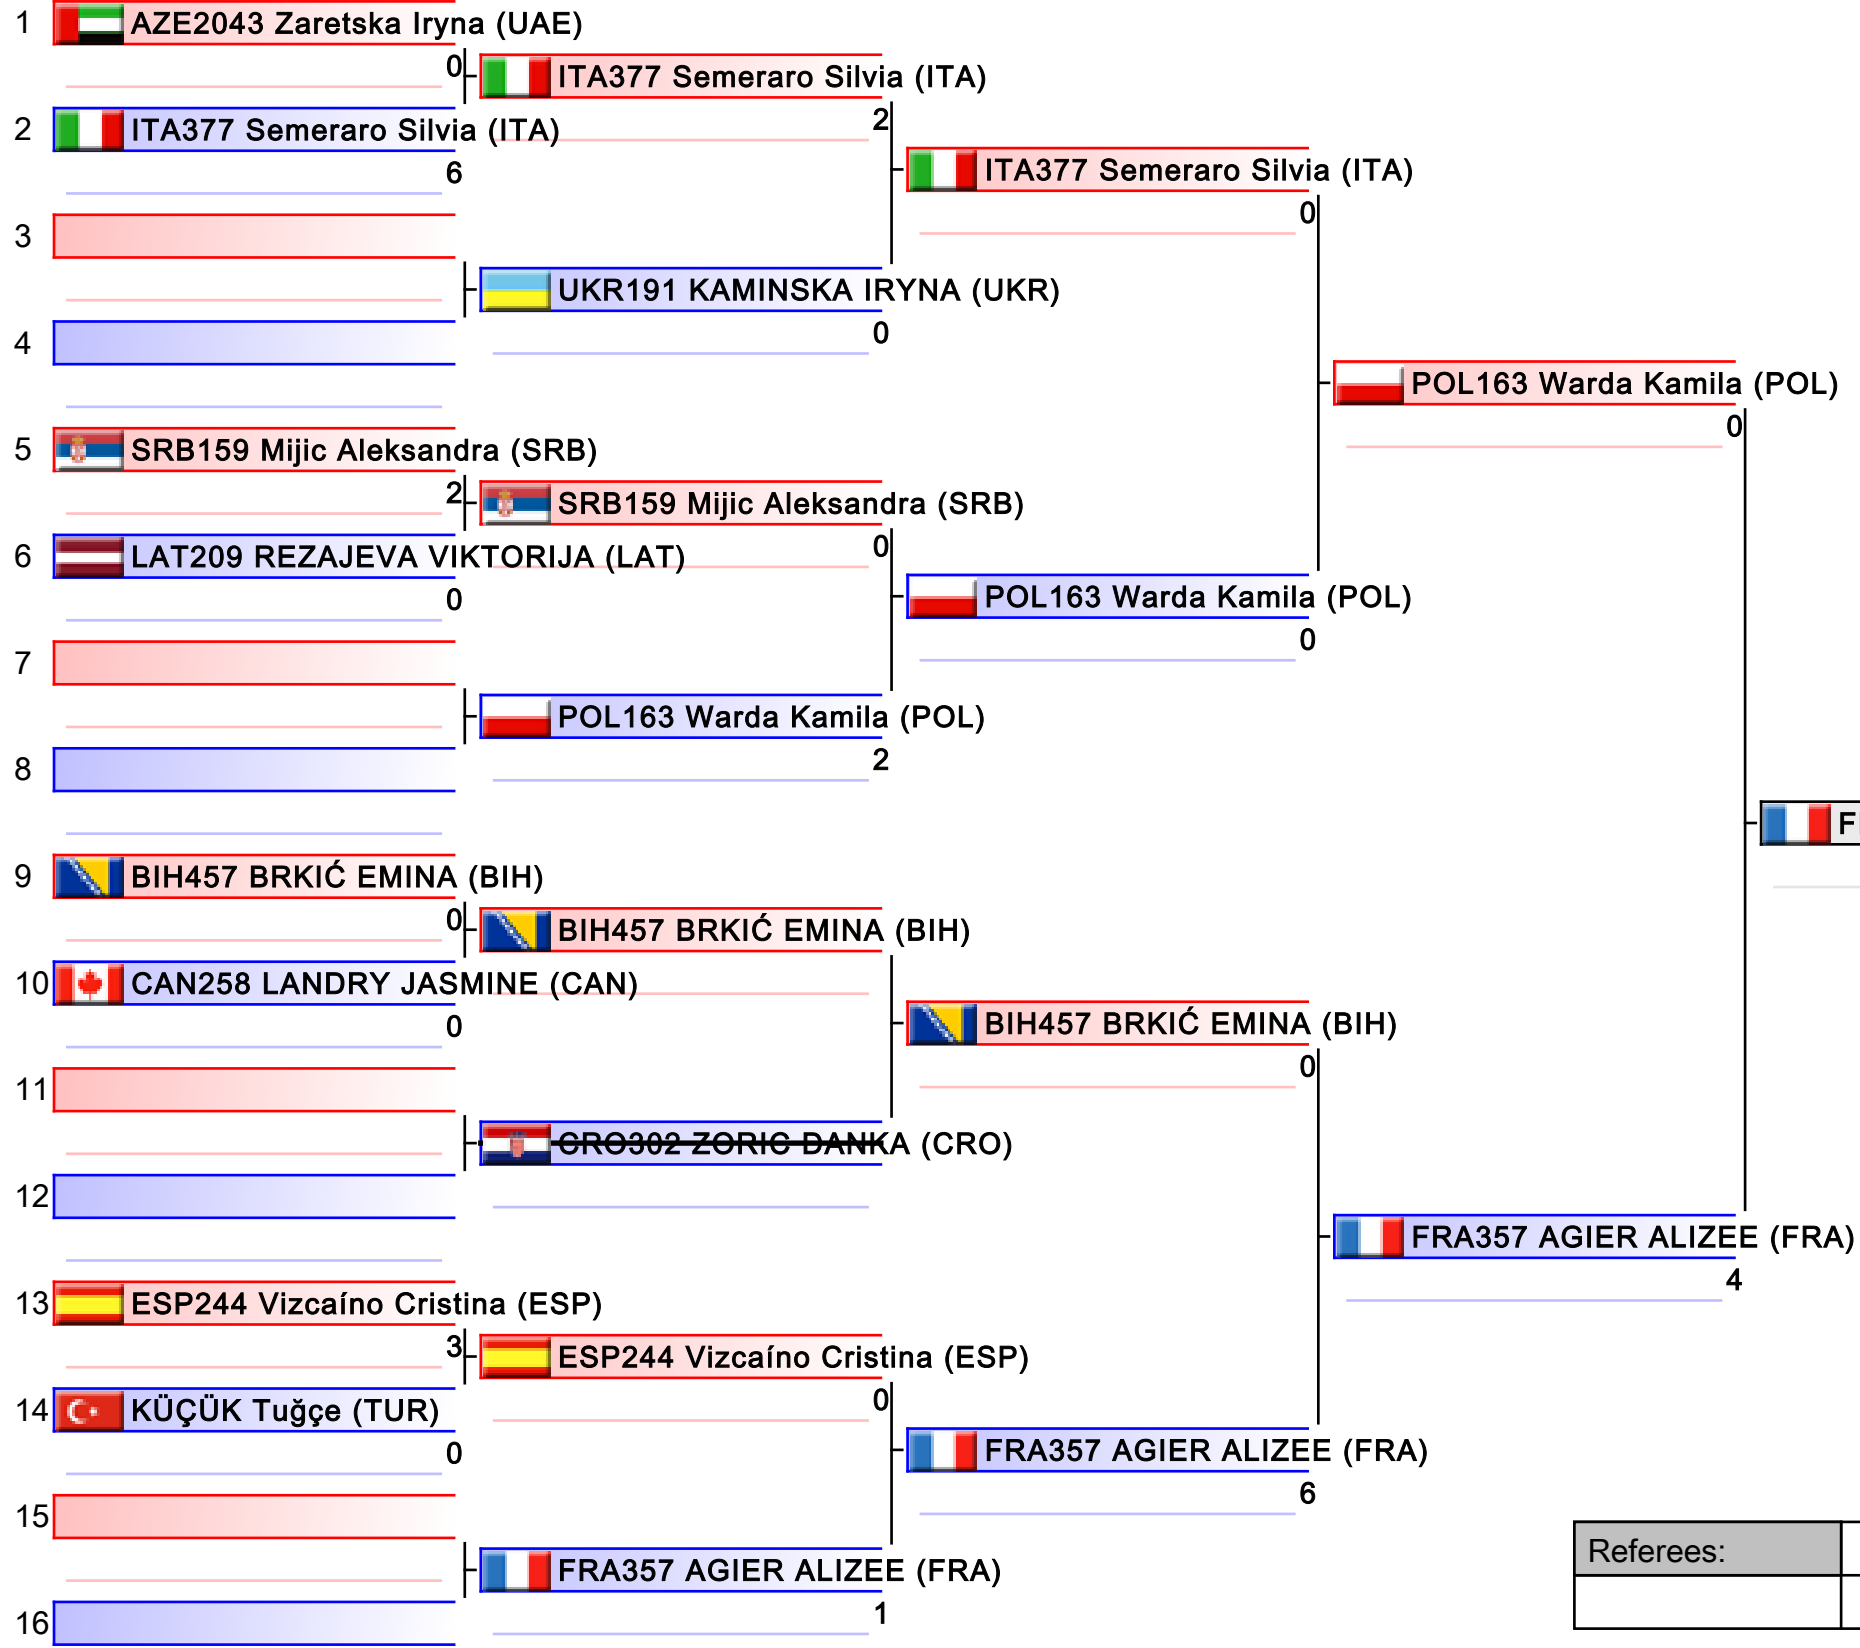 1 AZE2043 Zaretska Iryna (UAE)
0
ITA377 Semeraro Silvia (ITA)
2
2 ITA377 Semeraro Silvia (ITA)
6
ITA377 Semeraro Silvia (ITA)
0
3
UKR191 KAMINSKA IRYNA (UKR)
0
4
POL163 Warda Kamila (POL)
0
5 SRB159 Mijic Aleksandra (SRB)
2
SRB159 Mijic Aleksandra (SRB)
0
6 LAT209 REZAJEVA VIKTORIJA (LAT)
0
POL163 Warda Kamila (POL)
0
7
POL163 Warda Kamila (POL)
2
8
F
9 BIH457 BRKIĆ EMINA (BIH)
0
BIH457 BRKIĆ EMINA (BIH)
10 CAN258 LANDRY JASMINE (CAN)
0
BIH457 BRKIĆ EMINA (BIH)
0
11
CRO302 ZORIC DANKA (CRO)
12
FRA357 AGIER ALIZEE (FRA)
4
13 ESP244 Vizcaíno Cristina (ESP)
3
ESP244 Vizcaíno Cristina (ESP)
0
14 KÜÇÜK Tuğçe (TUR)
0
FRA357 AGIER ALIZEE (FRA)
6
15
FRA357 AGIER ALIZEE (FRA)
1
16
Referees: